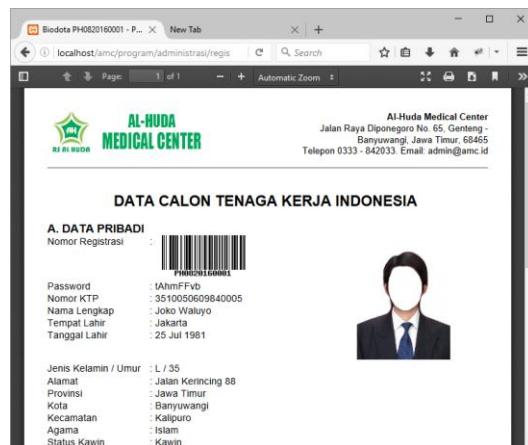 Biodota PH0820160001 - P...
New Tab
localhost/amc/program/administrasi/regis
Search
Page: 1 of 1
Automatic Zoom
RS AL HUDA
AL-HUDA
MEDICAL CENTER
Al-Huda Medical Center
Jalan Raya Diponegoro No. 65, Genteng -
Banyuwangi, Jawa Timur, 68465
Telepon 0333 - 842033. Email: admin@amc.id
DATA CALON TENAGA KERJA INDONESIA
A. DATA PRIBADI
Nomor Registrasi :
PH0820160001
Password : tAhmFFvb
Nomor KTP : 3510050609840005
Nama Lengkap : Joko Waluyo
Tempat Lahir : Jakarta
Tanggal Lahir : 25 Jul 1981
Jenis Kelamin / Umur : L / 35
Alamat : Jalan Kerincing 88
Provinsi : Jawa Timur
Kota : Banyuwangi
Kecamatan : Kalipuro
Agama : Islam
Status Kawin : Kawin